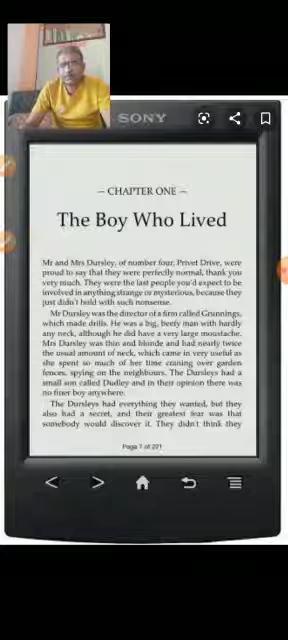 SONY
– CHAPTER ONE –
The Boy Who Lived
Mr and Mrs Dursley, of number four, Privet Drive, were
proud to say that they were perfectly normal, thank you
very much. They were the last people you'd expect to be
involved in anything strange or mysterious, because they
just didn't hold with such nonsense.
Mr Dursley was the director of a firm called Grunnings,
which made drills. He was a big, beefy man with hardly
any neck, although he did have a very large moustache.
Mrs Dursley was thin and blonde and had nearly twice
the usual amount of neck, which came in very useful as
she spent so much of her time craning over garden
fences, spying on the neighbours. The Dursleys had a
small son called Dudley and in their opinion there was
no finer boy anywhere.
The Dursleys had everything they wanted, but they
also had a secret, and their greatest fear was that
somebody would discover it. They didn't think they
Page 7 of 221